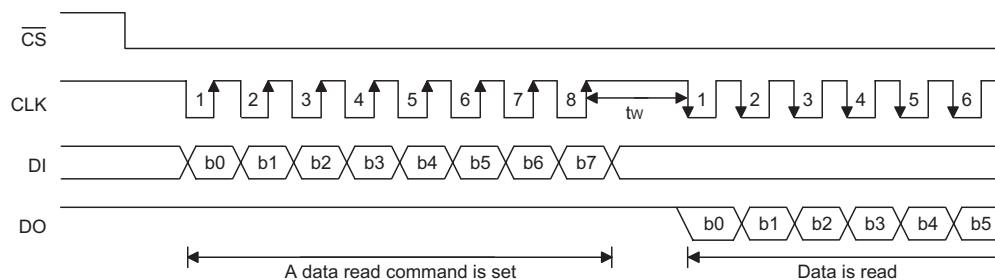 CS
CLK 1 2 3 4 5 6 7 8 tw 1 2 3 4 5 6
DI b0 b1 b2 b3 b4 b5 b6 b7
DO b0 b1 b2 b3 b4 b5
A data read command is set Data is read